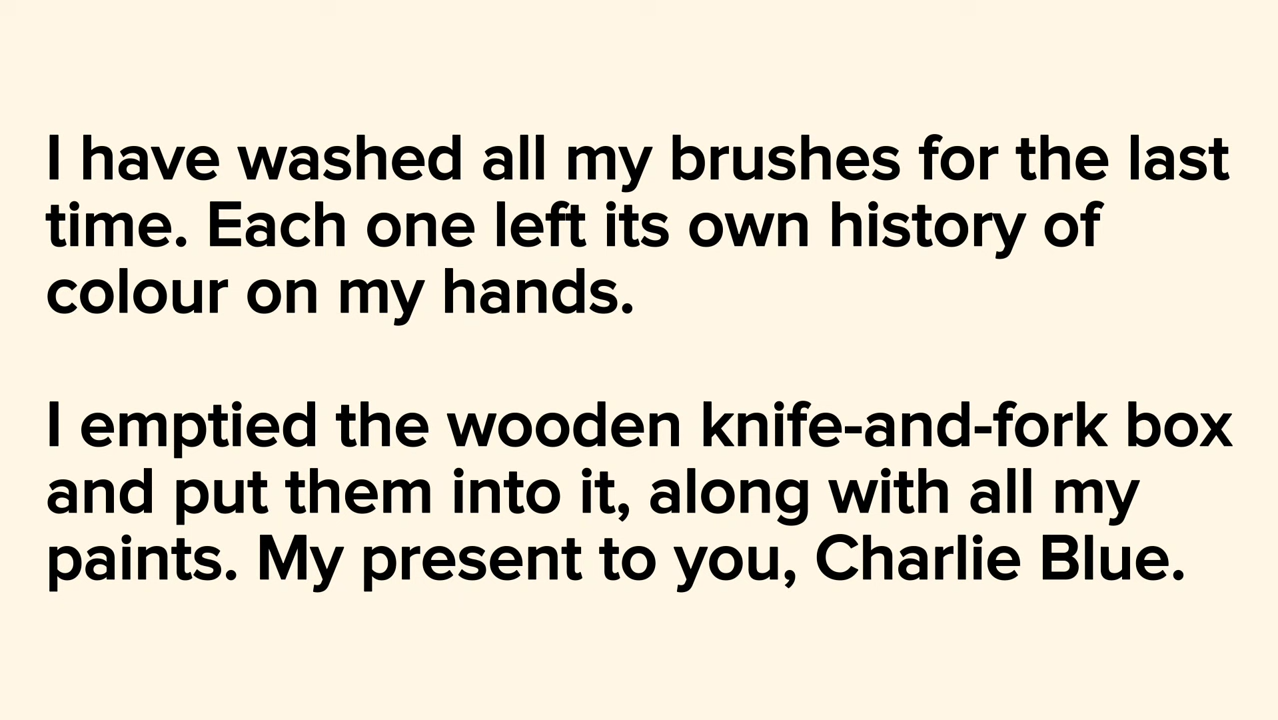 I have washed all my brushes for the last
time. Each one left its own history of
colour on my hands.
I emptied the wooden knife-and-fork box
and put them into it, along with all my
paints. My present to you, Charlie Blue.